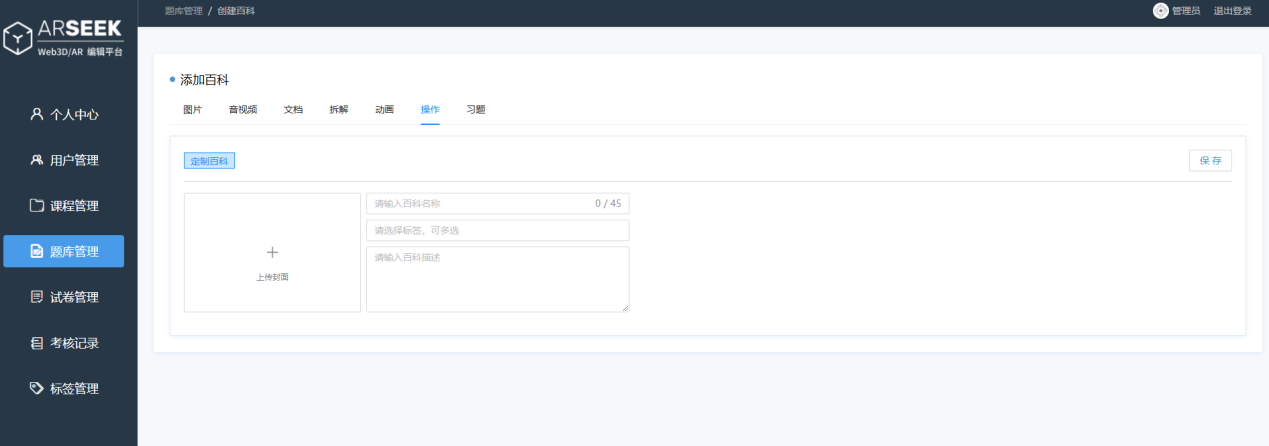 ARSEEK
Web3D/AR 编辑平台
题库管理 / 创建百科
管理员 退出登录
个人中心
用户管理
课程管理
题库管理
试卷管理
考核记录
标签管理
添加百科
图片 音视频 文档 拆解 动画 操作 习题
定制百科
保存
上传封面
请输入百科名称 0 / 45
请选择标签，可多选
请输入百科描述